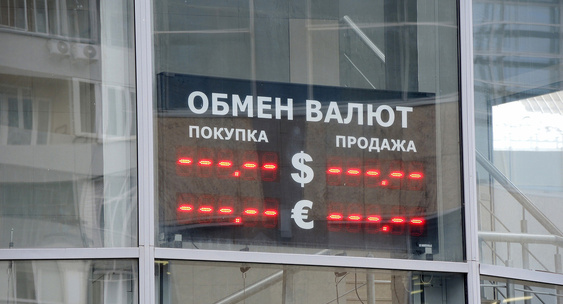 ОБМЕН ВАЛЮТ
ПОКУПКА ПРОДАЖА
---.-- $ ---.--
---.-- € ---.--